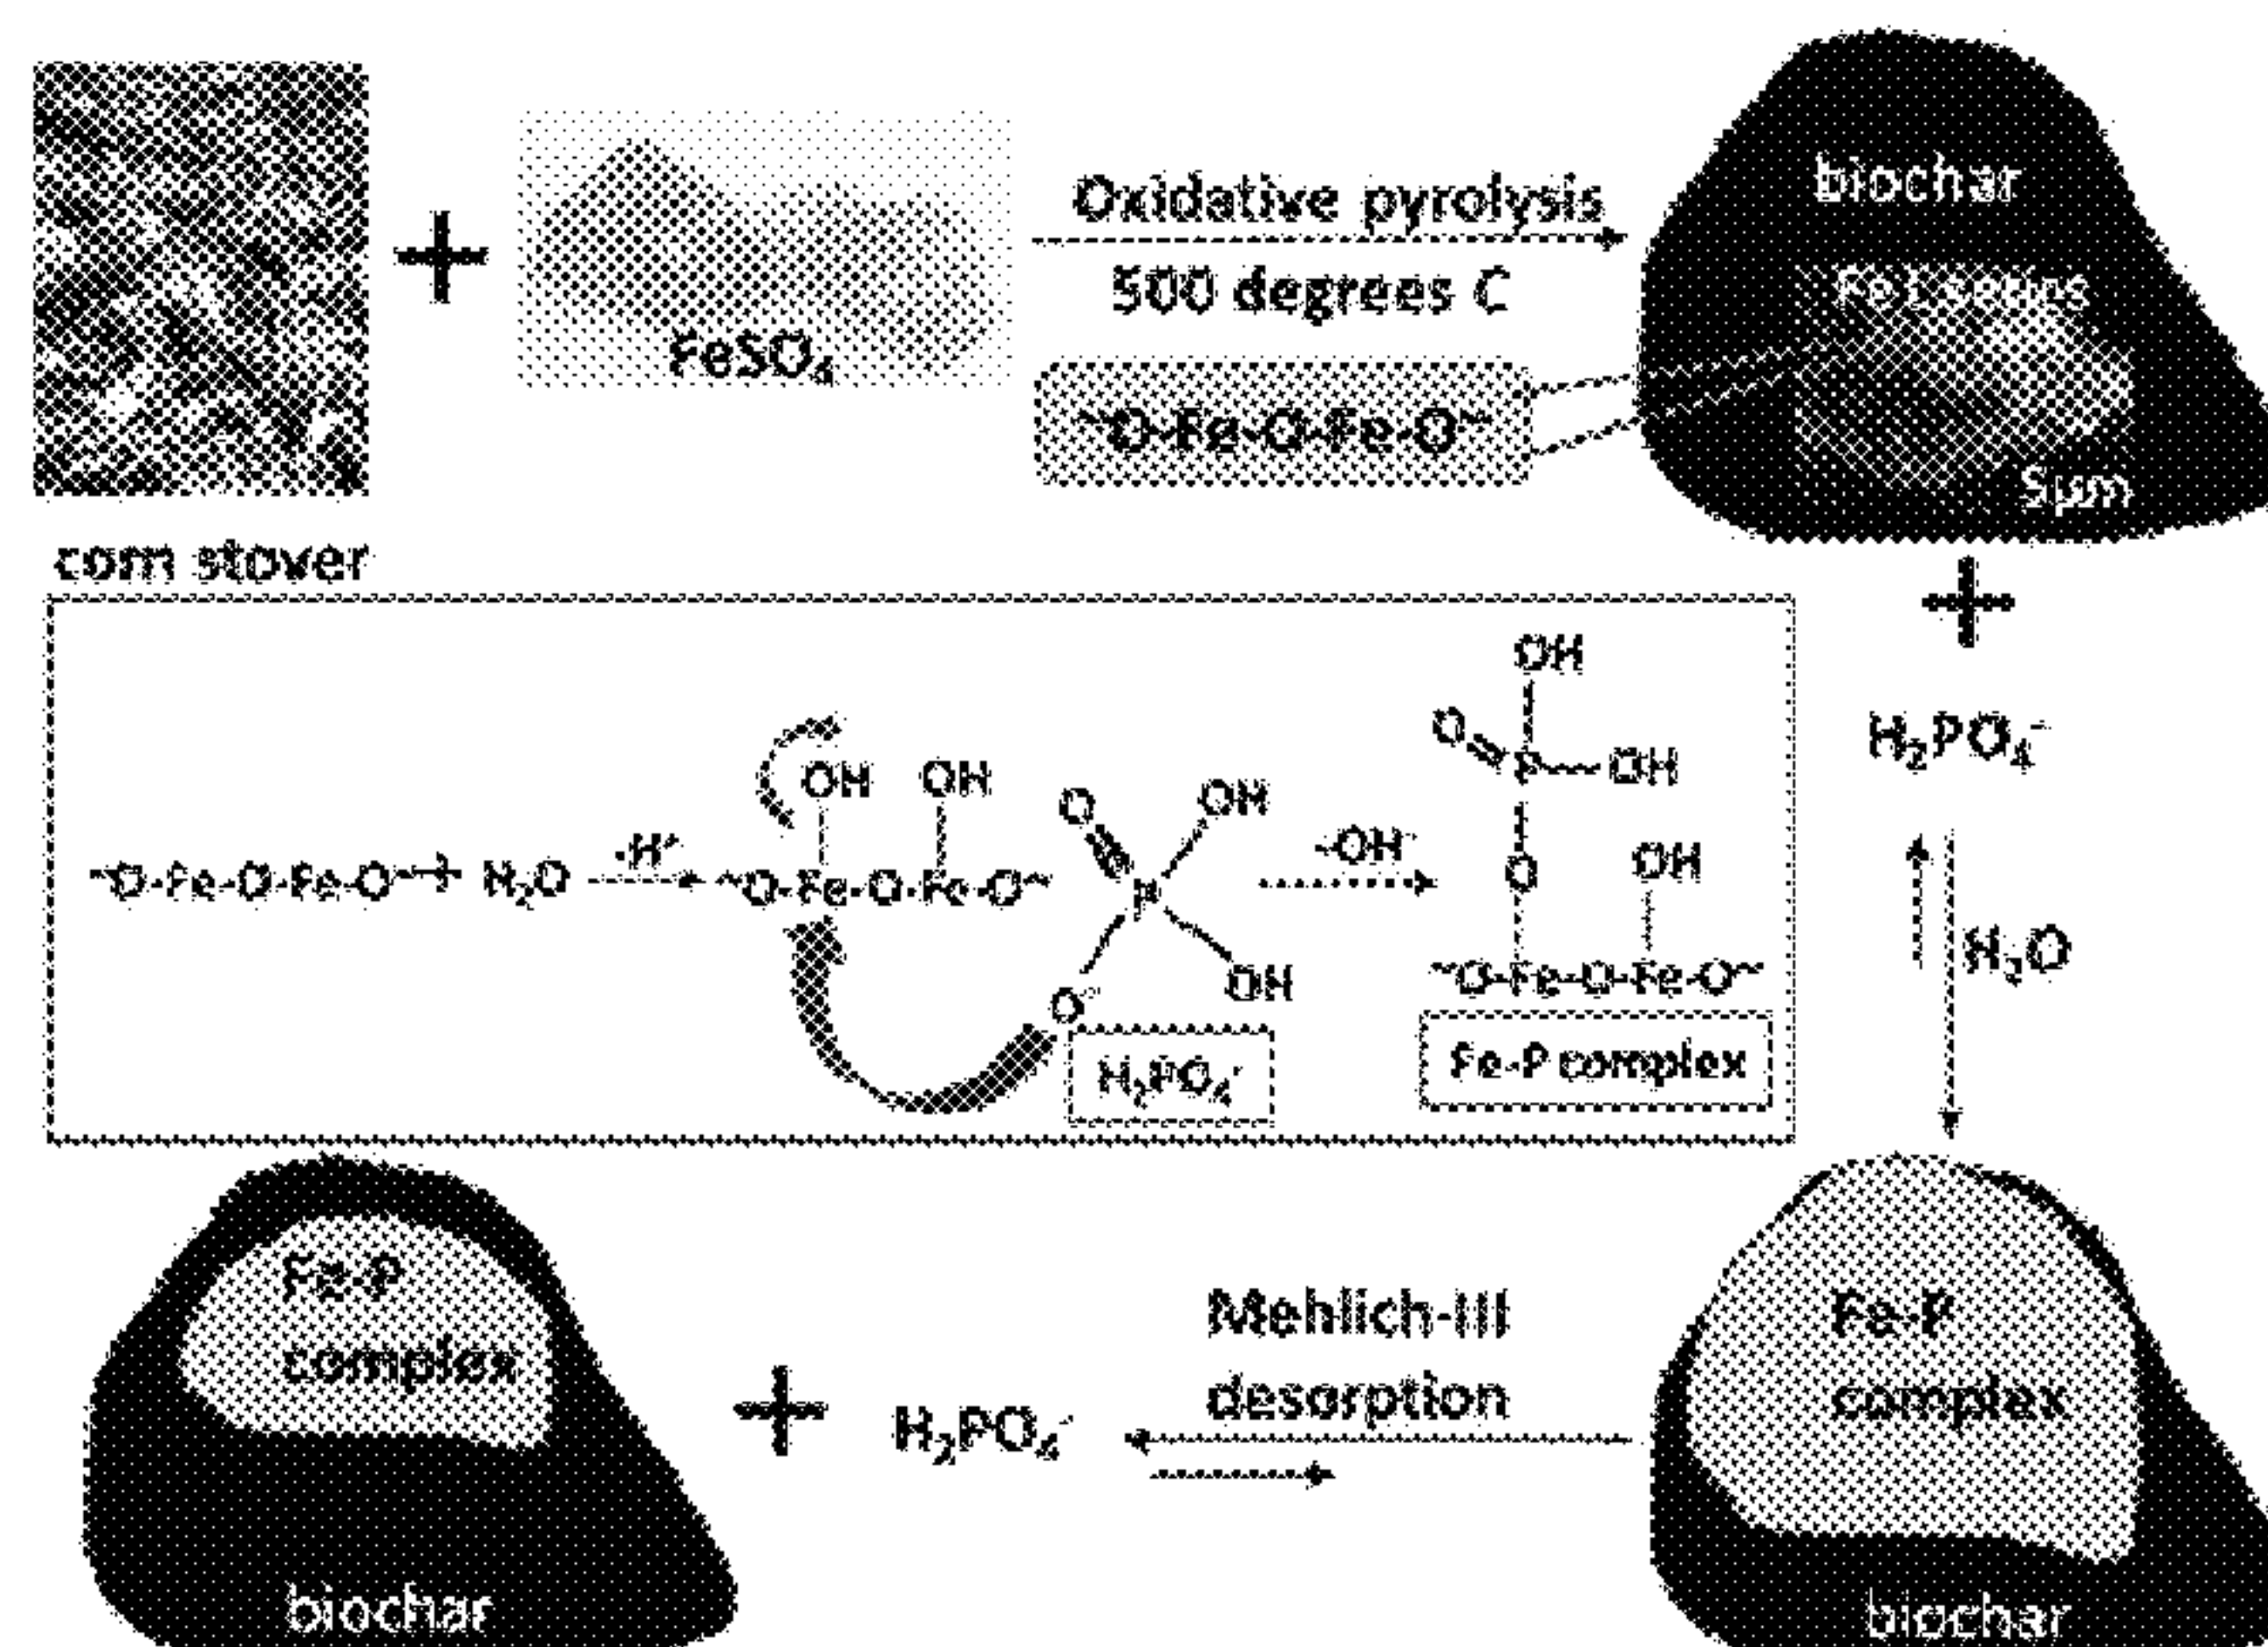 Oxidative pyrolysis
500 degrees C
biochar
FeSO₄
~O-Fe-O-Fe-O~
5µm
corn stover
+
H₂PO₄⁻
H₂O
~O-Fe-O-Fe-O~ + N₂O
-H⁺
OH OH
~O-Fe-O-Fe-O~
O OH
P
O⁻ OH
H₂PO₄⁻
-OH⁻
OH
O P OH
O OH
~O-Fe-O-Fe-O~
Fe-P complex
Fe-P
complex
biochar
+
H₂PO₄⁻
Mehlich-III
desorption
Fe-P
complex
biochar